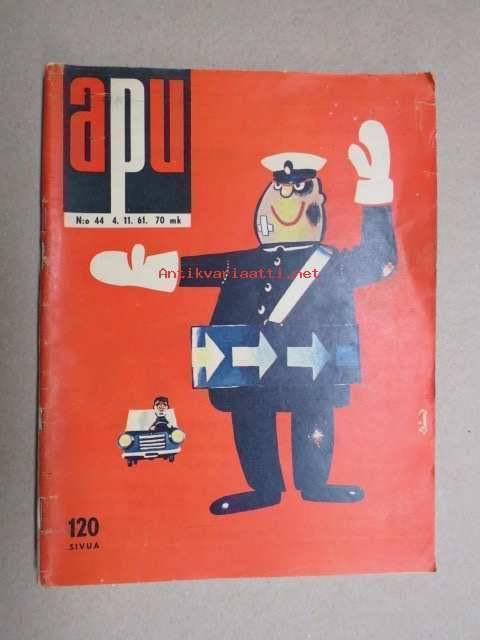 apu
N:o 44 4. 11. 61. 70 mk
Antikvariaatti.net
120
SIVUA